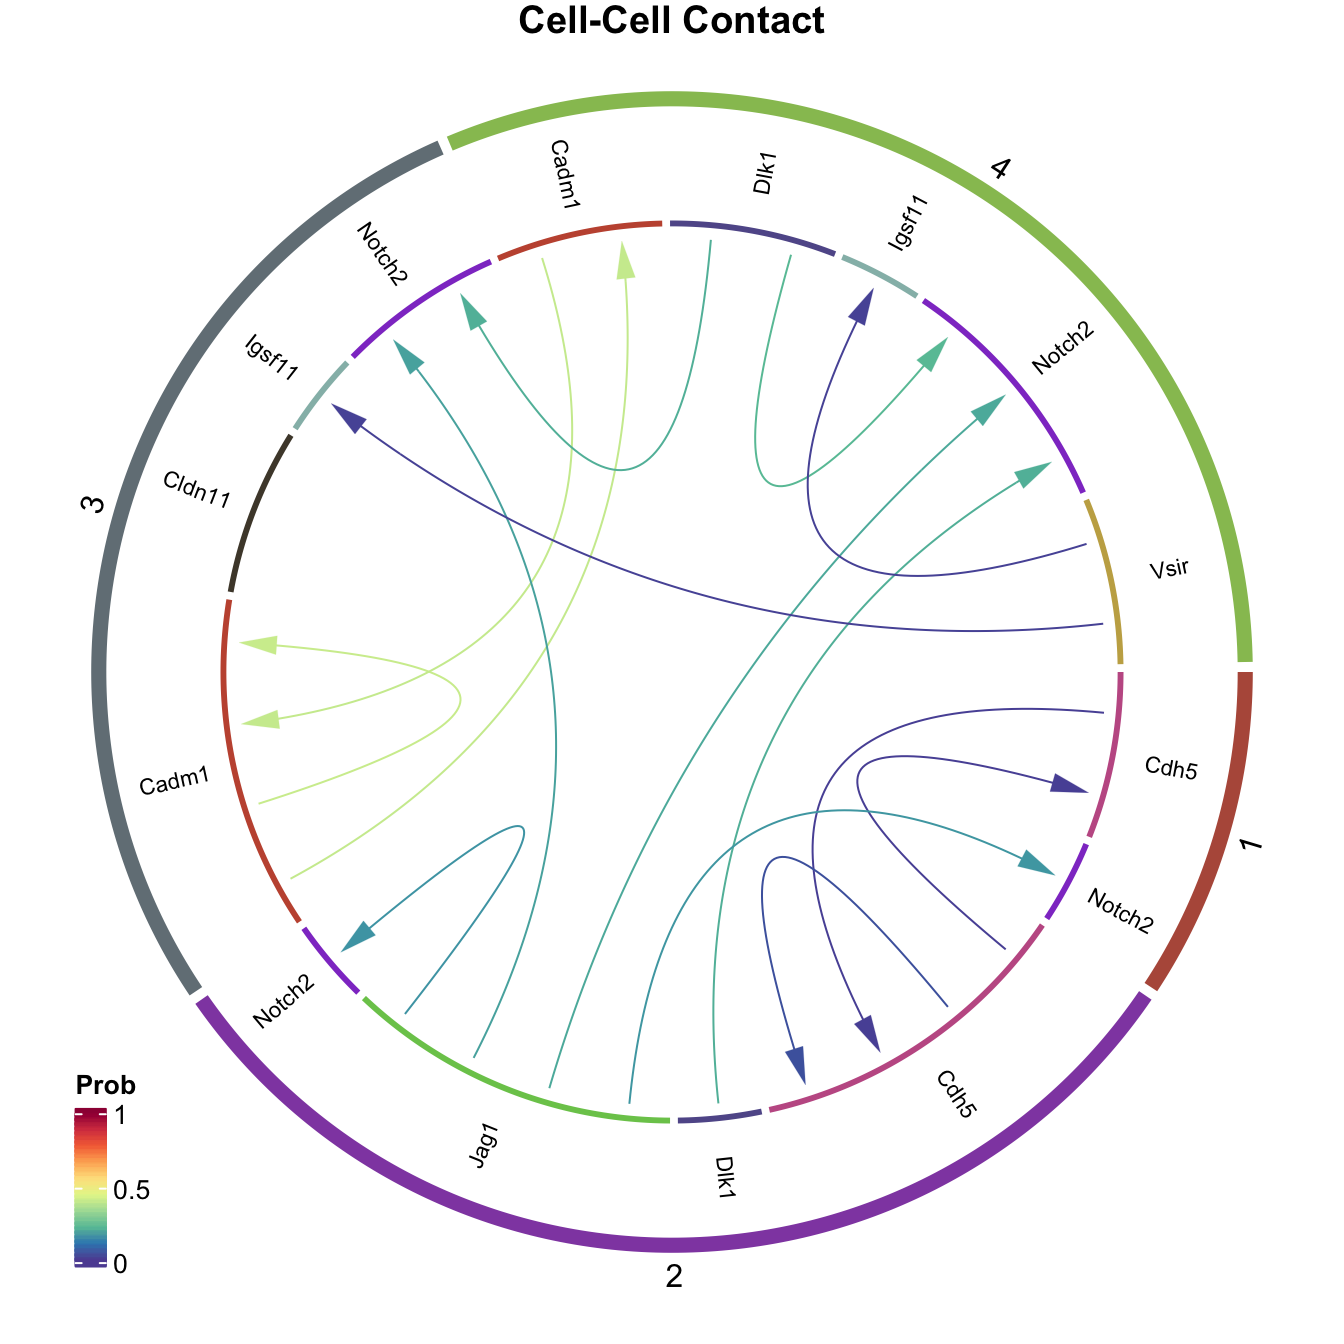 Cell-Cell Contact
4
Cadm1
Dlk1
Igsf11
Notch2
Vsir
1
Cdh5
Notch2
2
Cdh5
Dlk1
Jag1
Notch2
3
Cadm1
Cldn11
Igsf11
Notch2
Prob
1
0.5
0